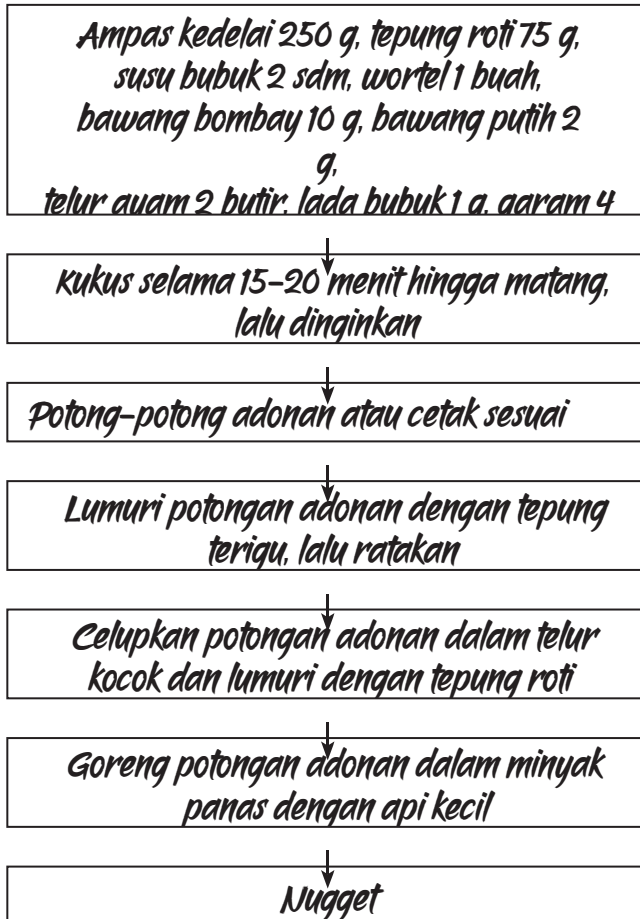 Ampas kedelai 250 g, tepung roti 75 g,
susu bubuk 2 sdm, wortel 1 buah,
bawang bombay 10 g, bawang putih 2
g,
telur ayam 2 butir, lada bubuk 1 g, garam 4
Kukus selama 15–20 menit hingga matang,
lalu dinginkan
Potong-potong adonan atau cetak sesuai
Lumuri potongan adonan dengan tepung
terigu, lalu ratakan
Celupkan potongan adonan dalam telur
kocok dan lumuri dengan tepung roti
Goreng potongan adonan dalam minyak
panas dengan api kecil
Nugget